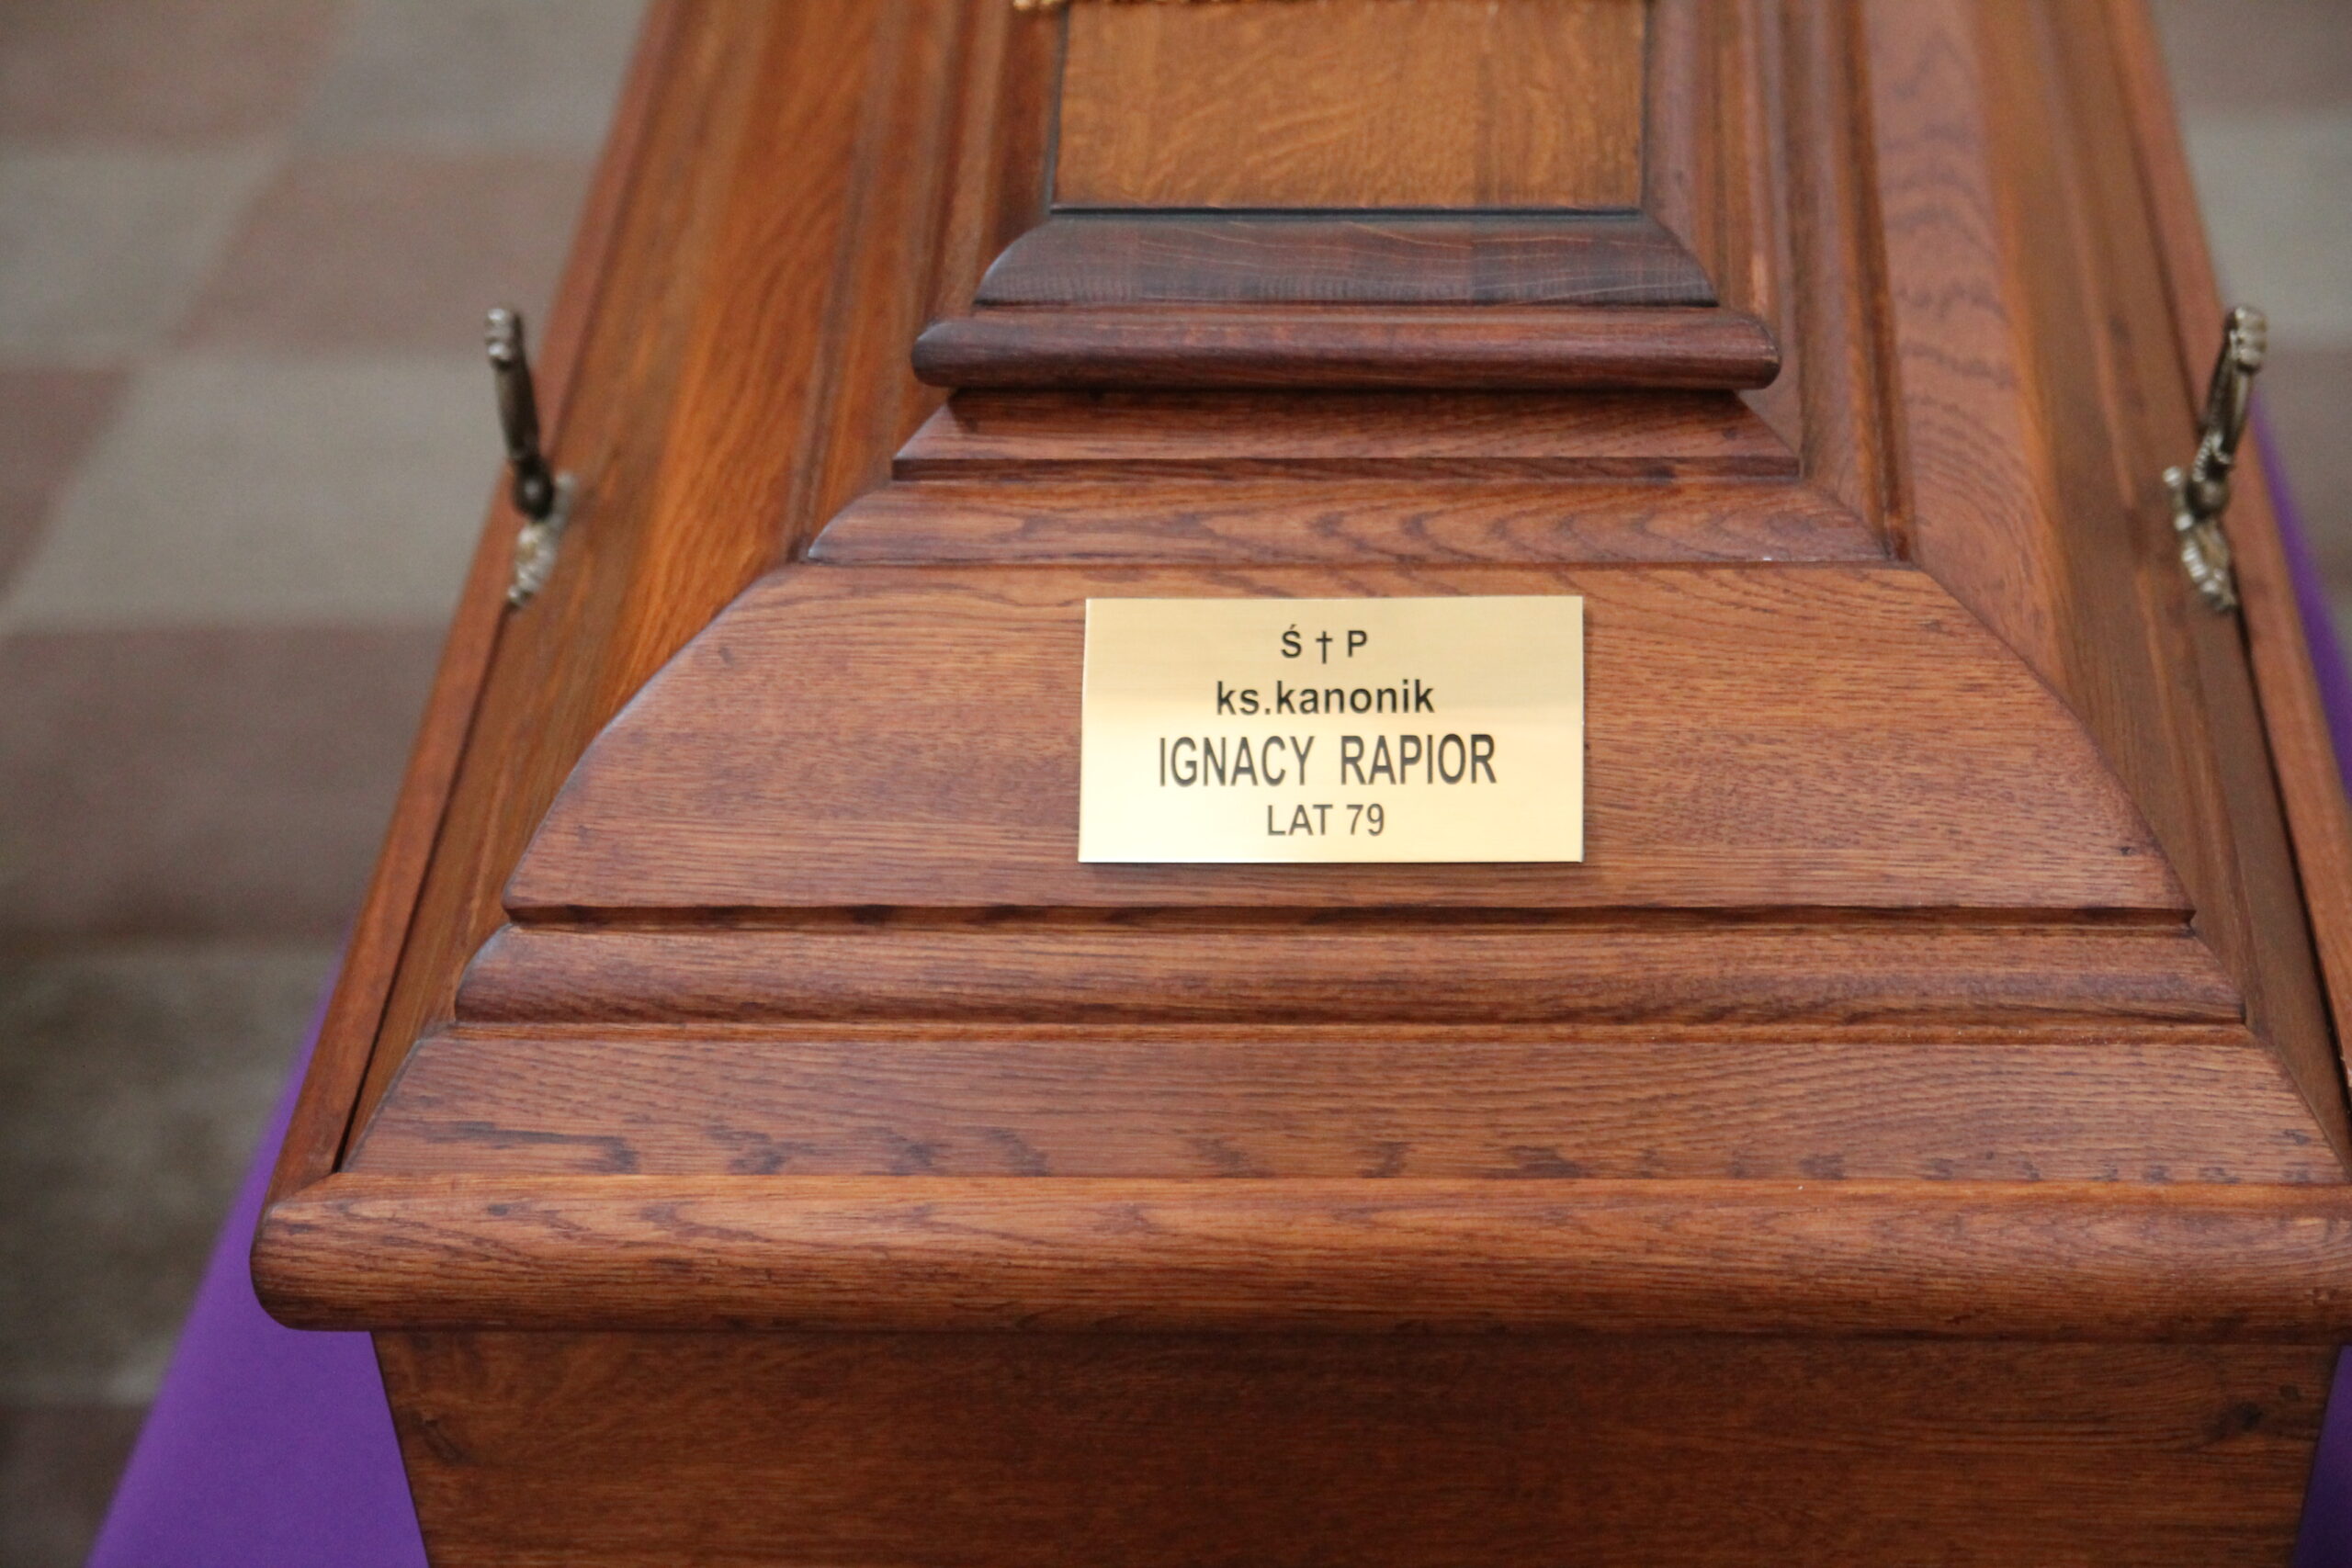 Ś † P
ks.kanonik
IGNACY RAPIOR
LAT 79